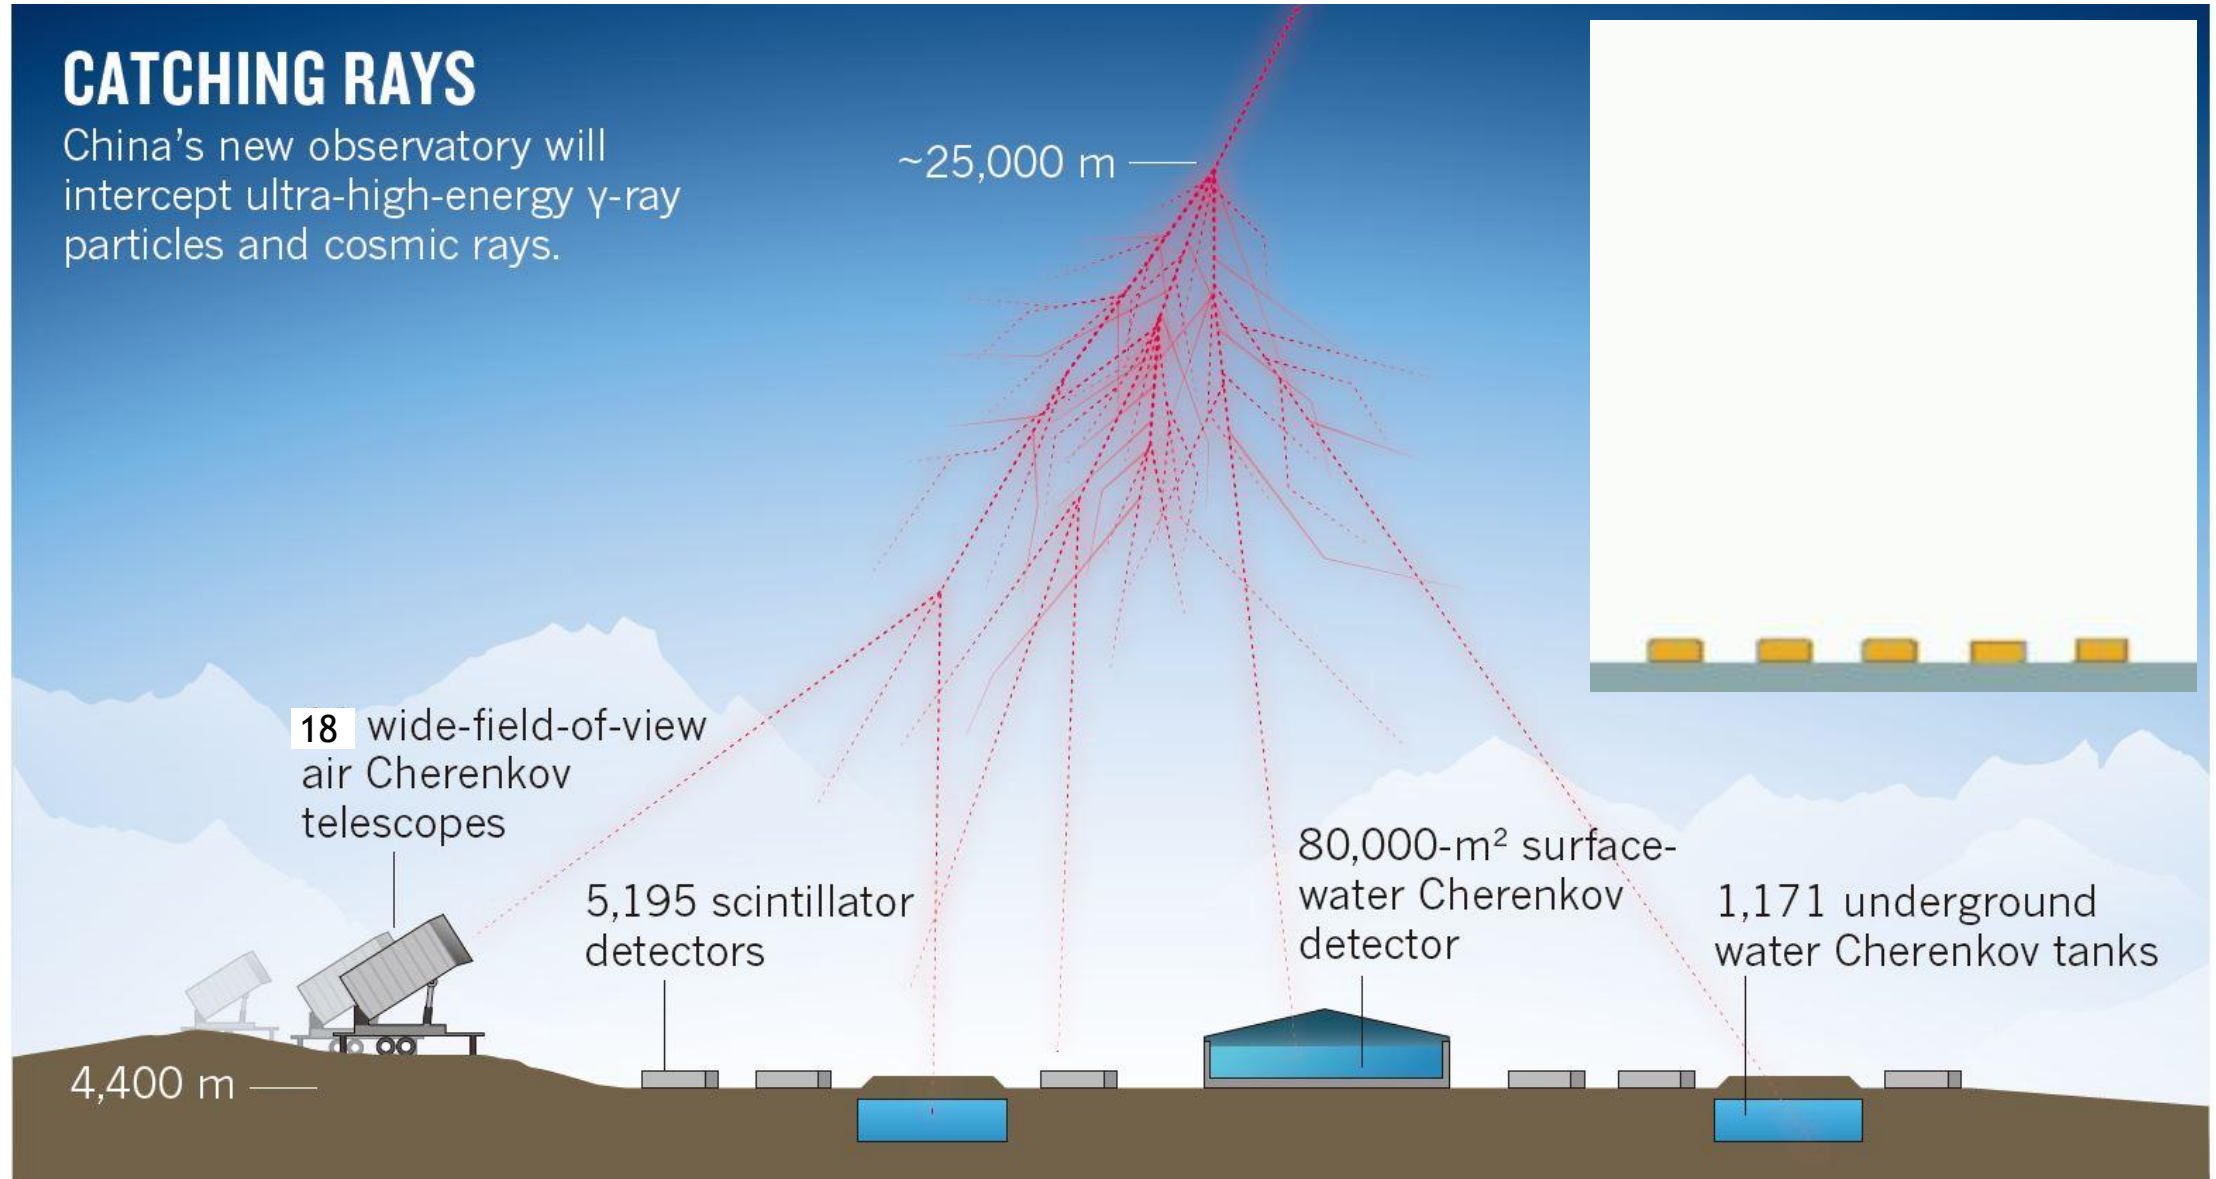 CATCHING RAYS
China’s new observatory will
intercept ultra-high-energy γ-ray
particles and cosmic rays.
~25,000 m
18 wide-field-of-view
air Cherenkov
telescopes
5,195 scintillator
detectors
80,000-m² surface-
water Cherenkov
detector
1,171 underground
water Cherenkov tanks
4,400 m